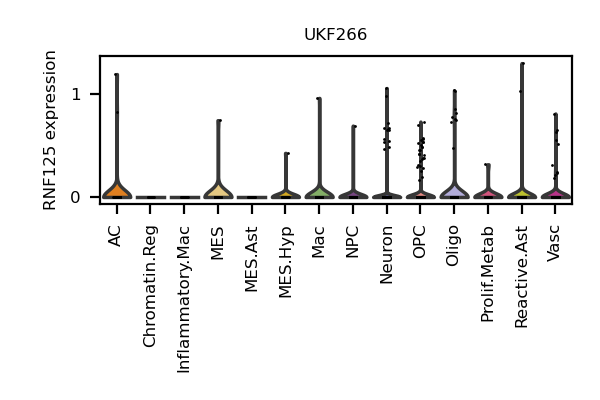 UKF266
RNF125 expression
1
0
AC
Chromatin.Reg
Inflammatory.Mac
MES
MES.Ast
MES.Hyp
Mac
NPC
Neuron
OPC
Oligo
Prolif.Metab
Reactive.Ast
Vasc